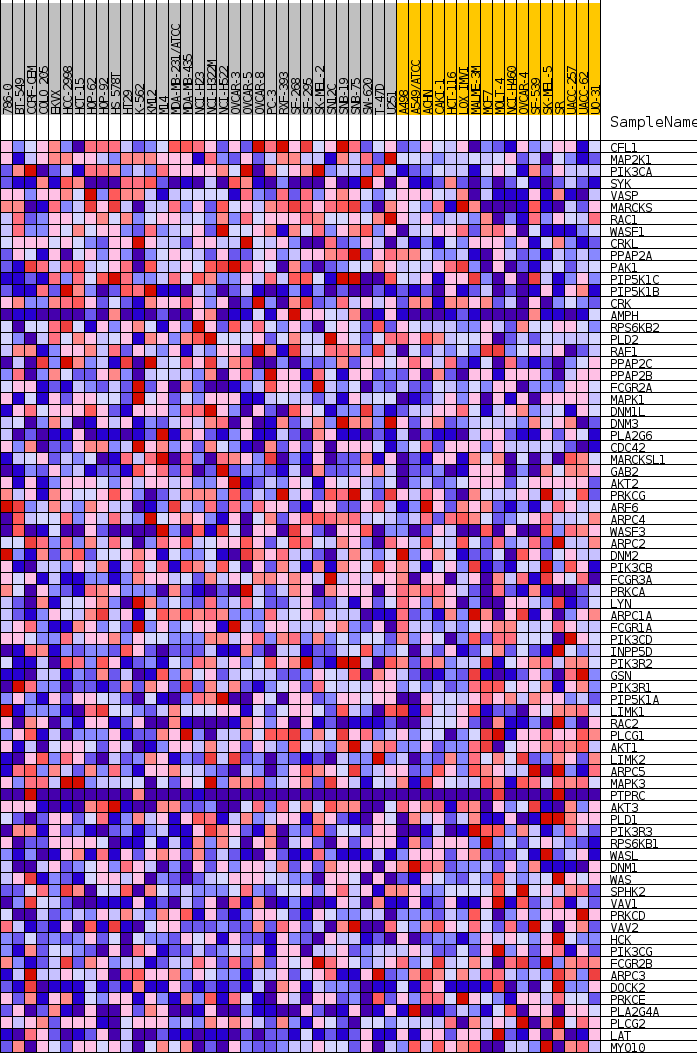 786-0
BT-549
CCRF-CEM
COLO 205
EKVX
HCC-2998
HCT-15
HOP-62
HOP-92
HS 578T
HT29
K-562
KM12
M14
MDA-MB-231/ATCC
MDA-MB-435
NCI-H23
NCI-H322M
NCI-H522
OVCAR-3
OVCAR-5
OVCAR-8
PC-3
RXF-393
SF-268
SF-295
SK-MEL-2
SN12C
SNB-19
SNB-75
SW-620
T-47D
U251
A498
A549/ATCC
ACHN
CAKI-1
HCT-116
LOX IMVI
MALME-3M
MCF7
MOLT-4
NCI-H460
OVCAR-4
SF-539
SK-MEL-5
SR
UACC-257
UACC-62
UO-31
SampleName
CFL1
MAP2K1
PIK3CA
SYK
VASP
MARCKS
RAC1
WASF1
CRKL
PPAP2A
PAK1
PIP5K1C
PIP5K1B
CRK
AMPH
RPS6KB2
PLD2
RAF1
PPAP2C
PPAP2B
FCGR2A
MAPK1
DNM1L
DNM3
PLA2G6
CDC42
MARCKSL1
GAB2
AKT2
PRKCG
ARF6
ARPC4
WASF3
ARPC2
DNM2
PIK3CB
FCGR3A
PRKCA
LYN
ARPC1A
FCGR1A
PIK3CD
INPP5D
PIK3R2
GSN
PIK3R1
PIP5K1A
LIMK1
RAC2
PLCG1
AKT1
LIMK2
ARPC5
MAPK3
PTPRC
AKT3
PLD1
PIK3R3
RPS6KB1
WASL
DNM1
WAS
SPHK2
VAV1
PRKCD
VAV2
HCK
PIK3CG
FCGR2B
ARPC3
DOCK2
PRKCE
PLA2G4A
PLCG2
LAT
MYO10